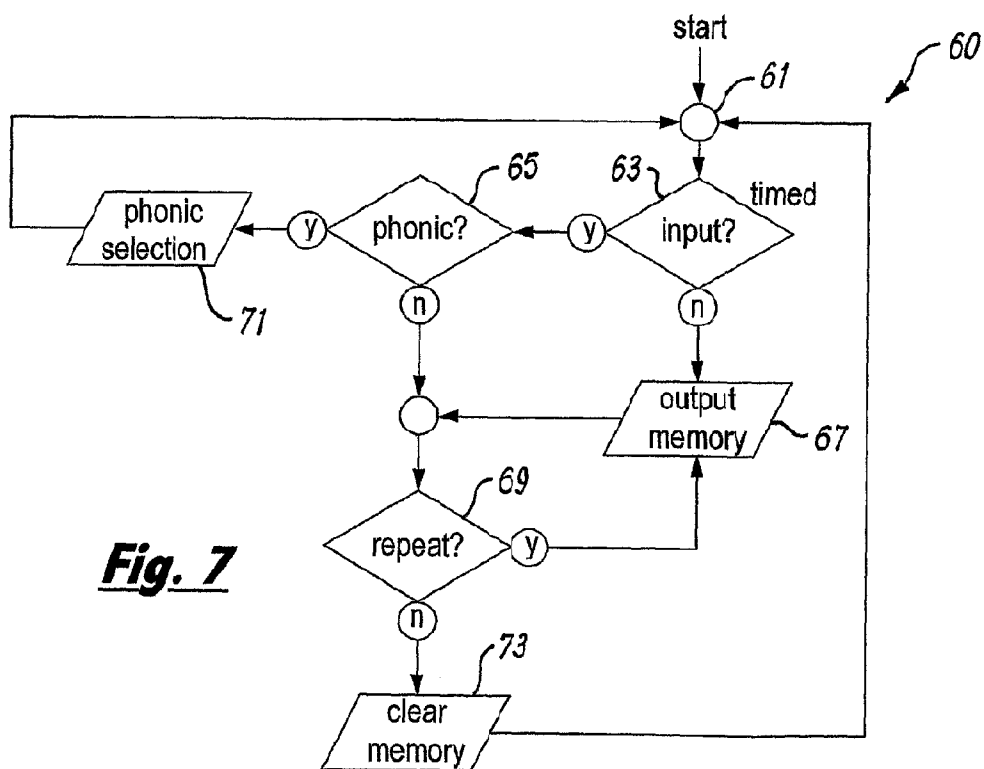 start
60
61
65
63
timed
phonic
selection
y
phonic?
y
input?
71
n
n
output
memory
67
69
repeat?
y
Fig. 7
n
73
clear
memory